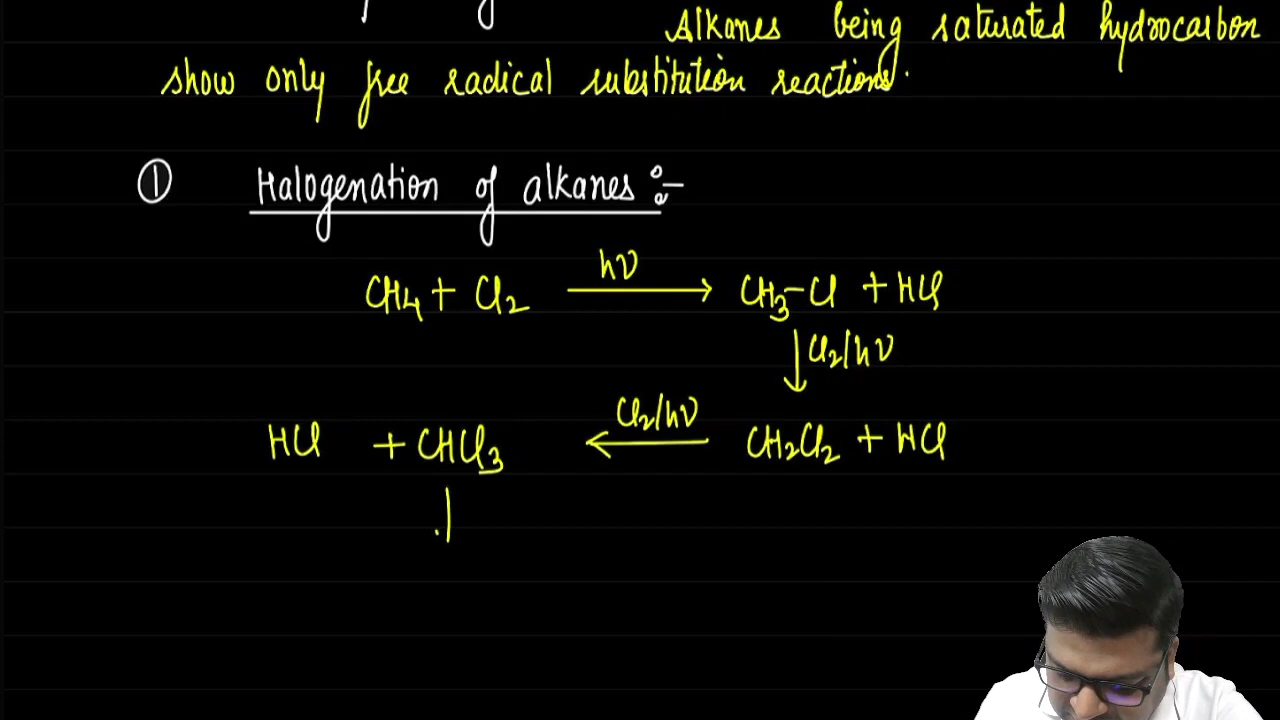 Alkanes being saturated hydrocarbon
show only free radical substitution reactions.
① Halogenation of alkanes :-
CH4 + Cl2 hν → CH3-Cl + HCl
↓ Cl2/hν
HCl + CHCl3 ← Cl2/hν CH2Cl2 + HCl